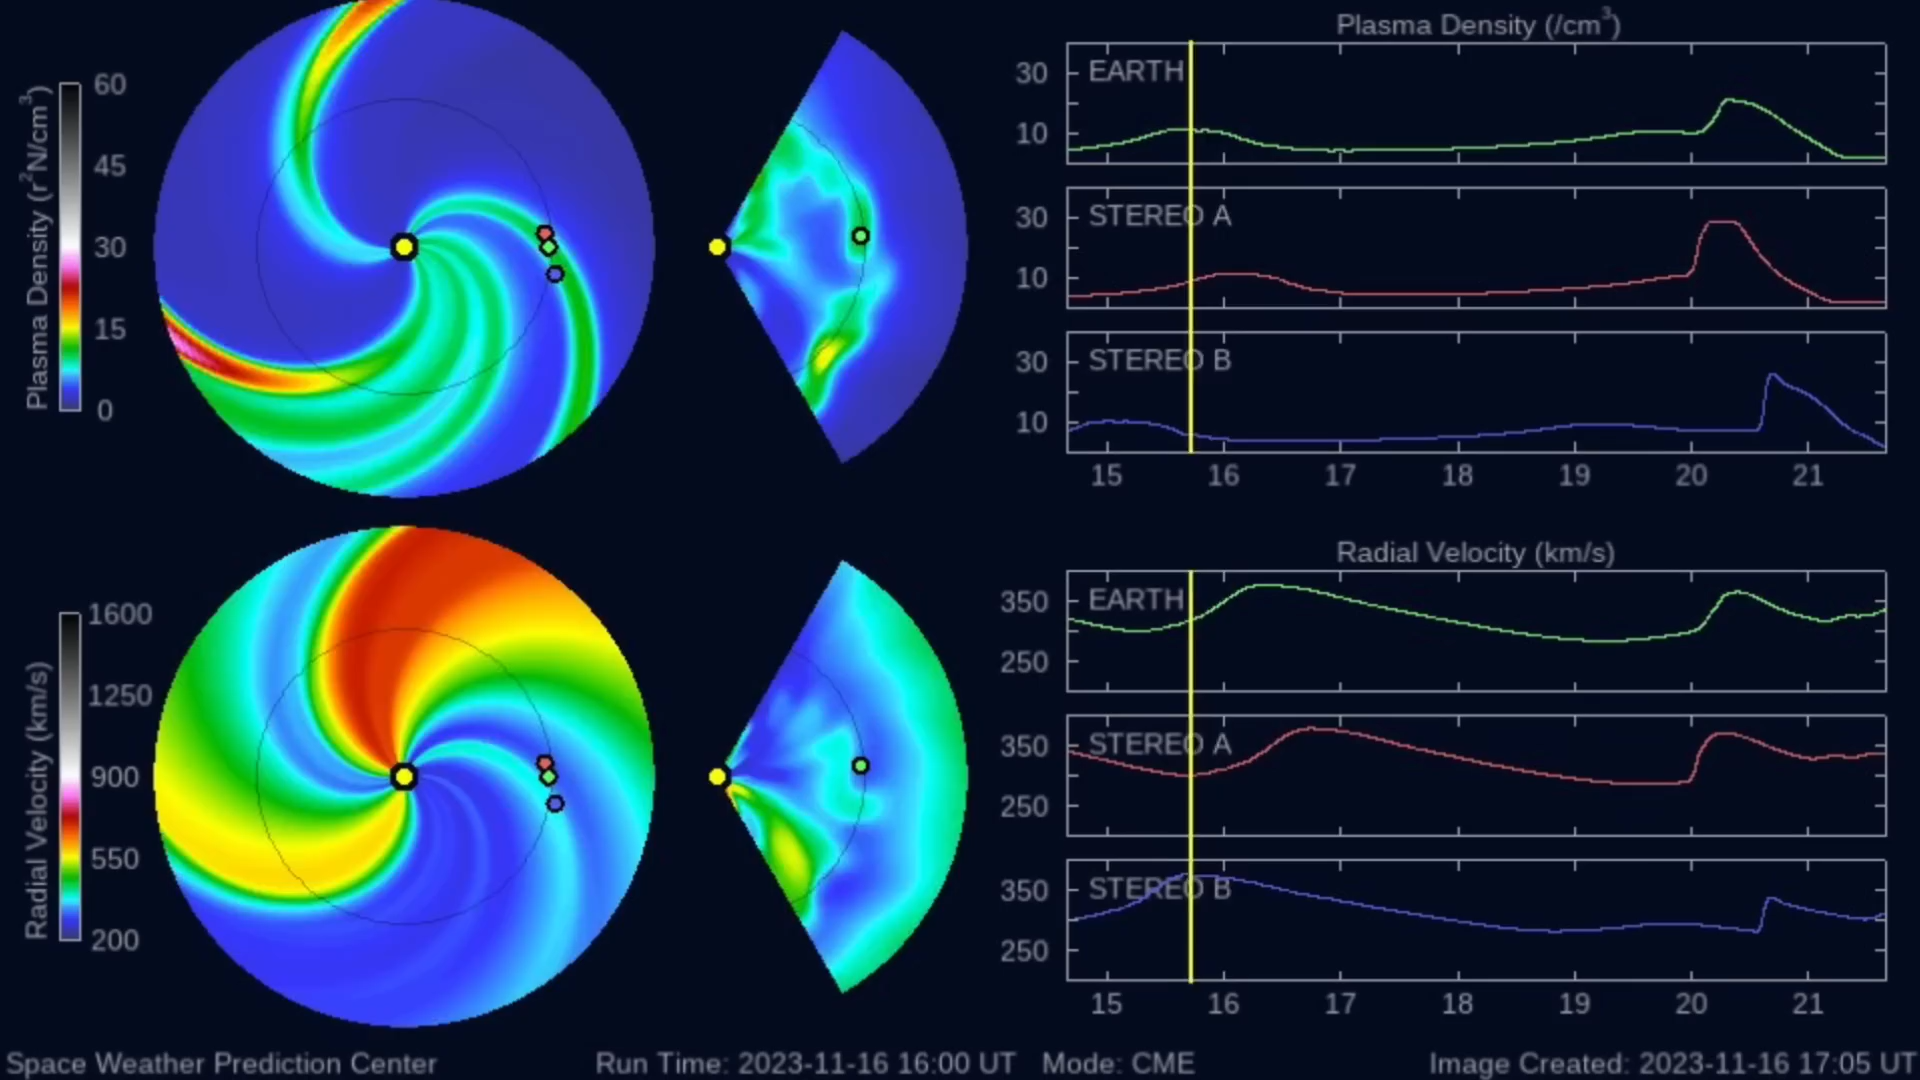 Plasma Density (r²N/cm³)
60
45
30
15
0
Plasma Density (/cm³)
30
EARTH
10
30
STEREO A
10
30
STEREO B
10
15 16 17 18 19 20 21
Radial Velocity (km/s)
1600
1250
900
550
200
Radial Velocity (km/s)
350
EARTH
250
350
STEREO A
250
350
STEREO B
250
15 16 17 18 19 20 21
Space Weather Prediction Center Run Time: 2023-11-16 16:00 UT Mode: CME Image Created: 2023-11-16 17:05 UT